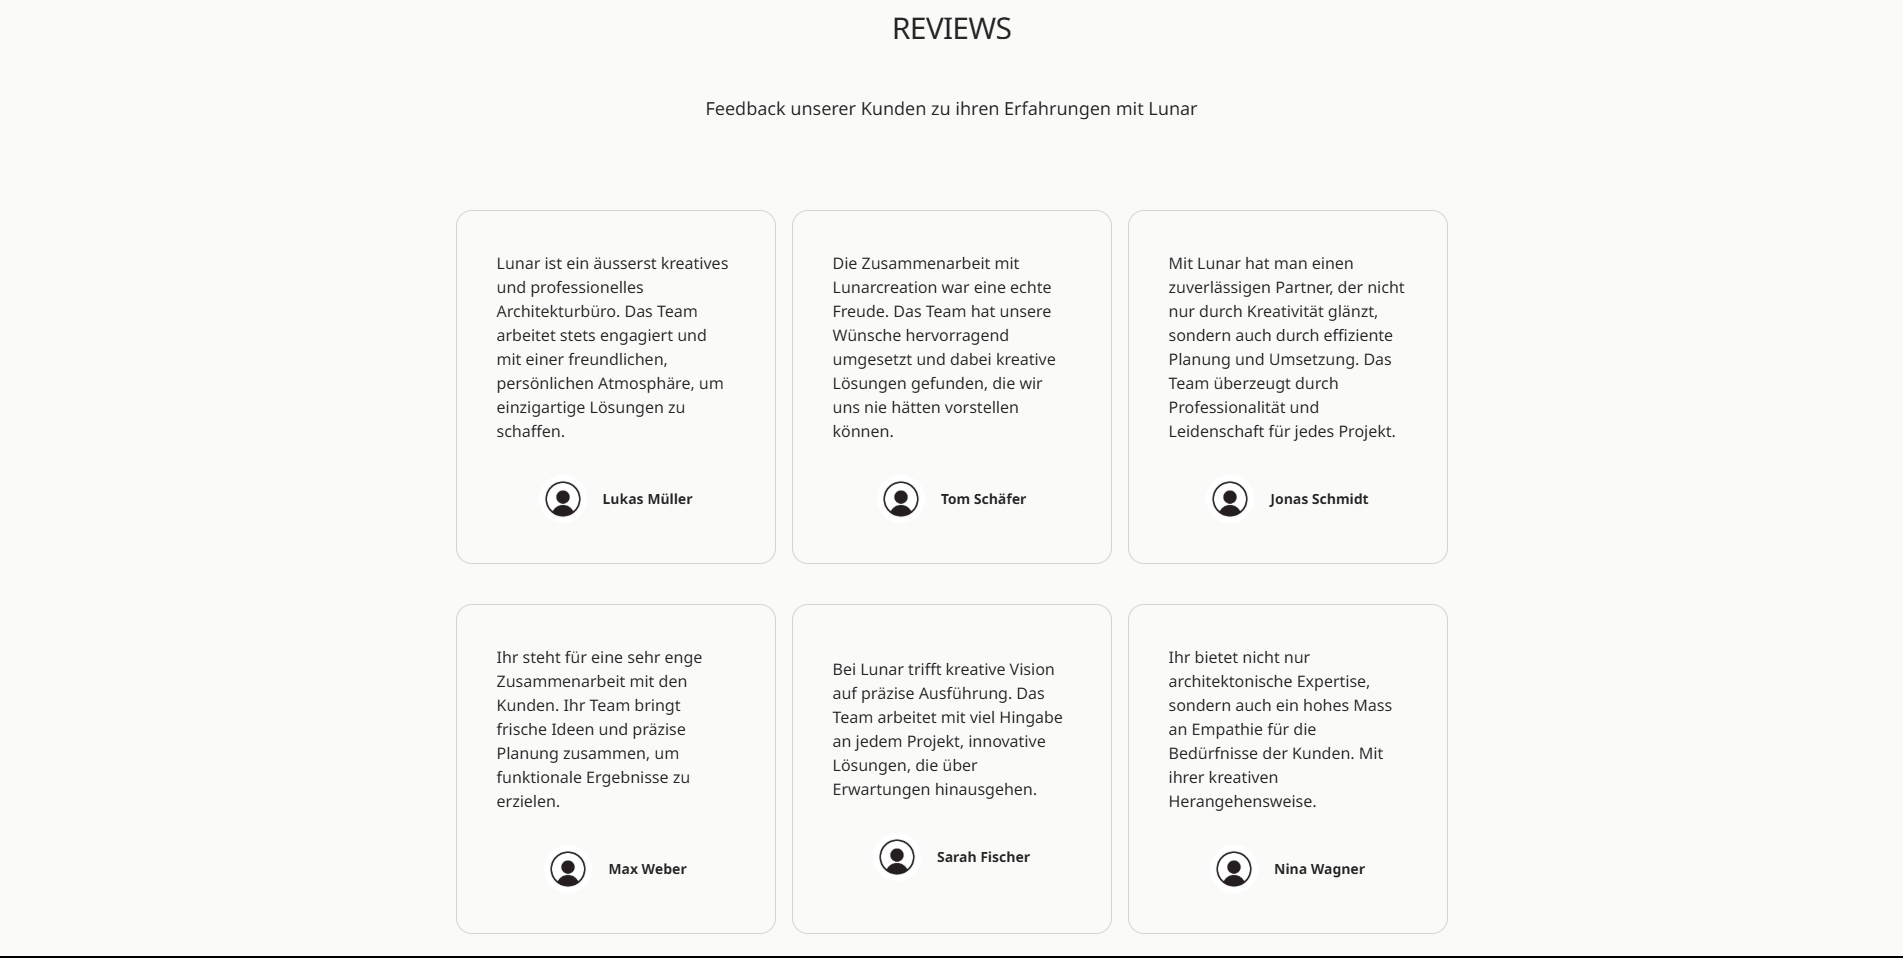 REVIEWS
Feedback unserer Kunden zu ihren Erfahrungen mit Lunar
Lunar ist ein äusserst kreatives
und professionelles
Architekturbüro. Das Team
arbeitet stets engagiert und
mit einer freundlichen,
persönlichen Atmosphäre, um
einzigartige Lösungen zu
schaffen.
Lukas Müller
Die Zusammenarbeit mit
Lunarcreation war eine echte
Freude. Das Team hat unsere
Wünsche hervorragend
umgesetzt und dabei kreative
Lösungen gefunden, die wir
uns nie hätten vorstellen
können.
Tom Schäfer
Mit Lunar hat man einen
zuverlässigen Partner, der nicht
nur durch Kreativität glänzt,
sondern auch durch effiziente
Planung und Umsetzung. Das
Team überzeugt durch
Professionalität und
Leidenschaft für jedes Projekt.
Jonas Schmidt
Ihr steht für eine sehr enge
Zusammenarbeit mit den
Kunden. Ihr Team bringt
frische Ideen und präzise
Planung zusammen, um
funktionale Ergebnisse zu
erzielen.
Max Weber
Bei Lunar trifft kreative Vision
auf präzise Ausführung. Das
Team arbeitet mit viel Hingabe
an jedem Projekt, innovative
Lösungen, die über
Erwartungen hinausgehen.
Sarah Fischer
Ihr bietet nicht nur
architektonische Expertise,
sondern auch ein hohes Mass
an Empathie für die
Bedürfnisse der Kunden. Mit
ihrer kreativen
Herangehensweise.
Nina Wagner